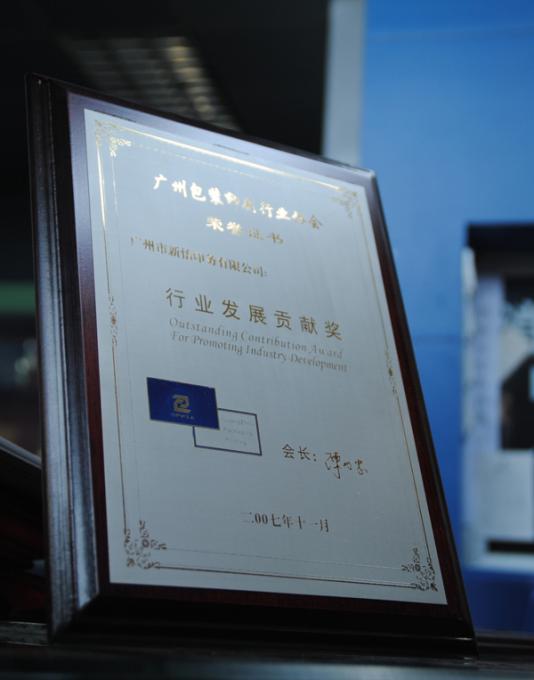 广州包装印刷行业协会
荣誉证书
广州市新怡印务有限公司:
行业发展贡献奖
Outstanding Contribution Award
For Promoting Industry Development
会长:
二00七年十一月